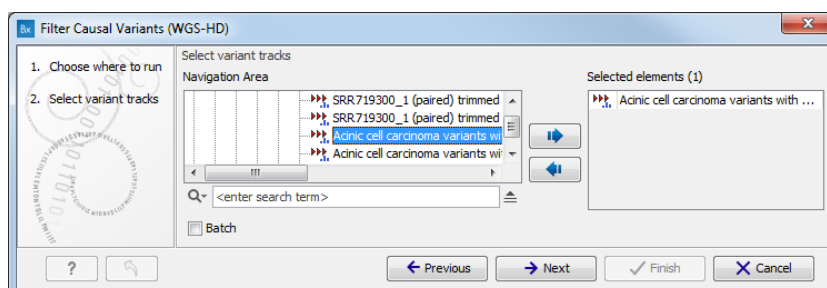 Bx Filter Causal Variants (WGS-HD)
1. Choose where to run
2. Select variant tracks
Select variant tracks
Navigation Area
SRR719300_1 (paired) trimmed
SRR719300_1 (paired) trimmed
Acinic cell carcinoma variants wi
Acinic cell carcinoma variants wi
<enter search term>
Batch
Selected elements (1)
Acinic cell carcinoma variants with ...
?
Previous
Next
Finish
Cancel